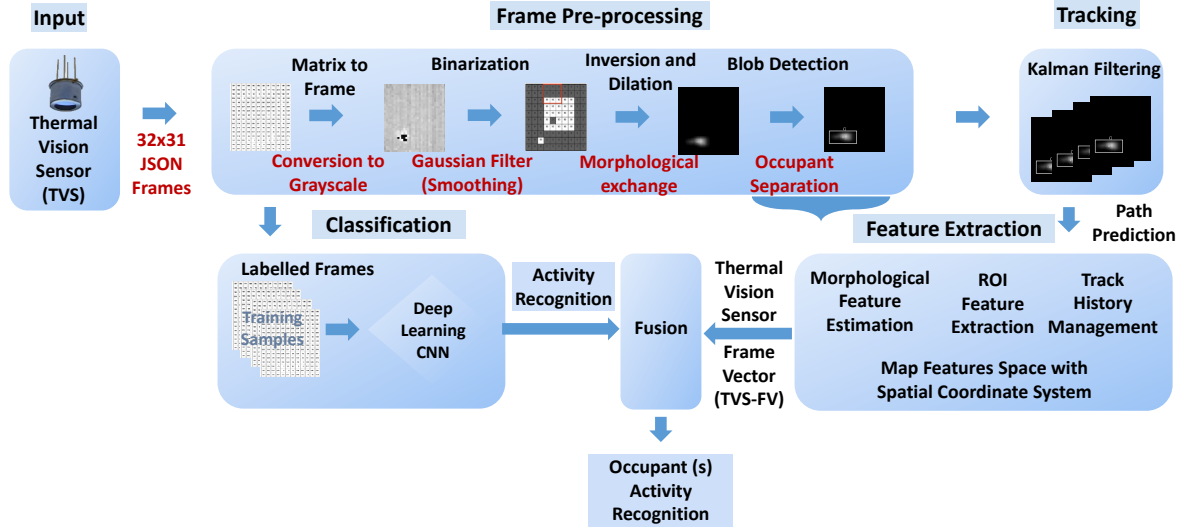 Input
Frame Pre-processing
Tracking
Thermal
Vision
Sensor
(TVS)
32x31
JSON
Frames
Matrix to
Frame
Binarization
Inversion and
Dilation
Blob Detection
Conversion to
Grayscale
Gaussian Filter
(Smoothing)
Morphological
exchange
Occupant
Separation
Kalman Filtering
Path
Prediction
Classification
Feature Extraction
Labelled Frames
Training
Samples
Deep
Learning
CNN
Activity
Recognition
Fusion
Thermal
Vision
Sensor
Frame
Vector
(TVS-FV)
Morphological
Feature
Estimation
ROI
Feature
Extraction
Track
History
Management
Map Features Space with
Spatial Coordinate System
Occupant (s)
Activity
Recognition